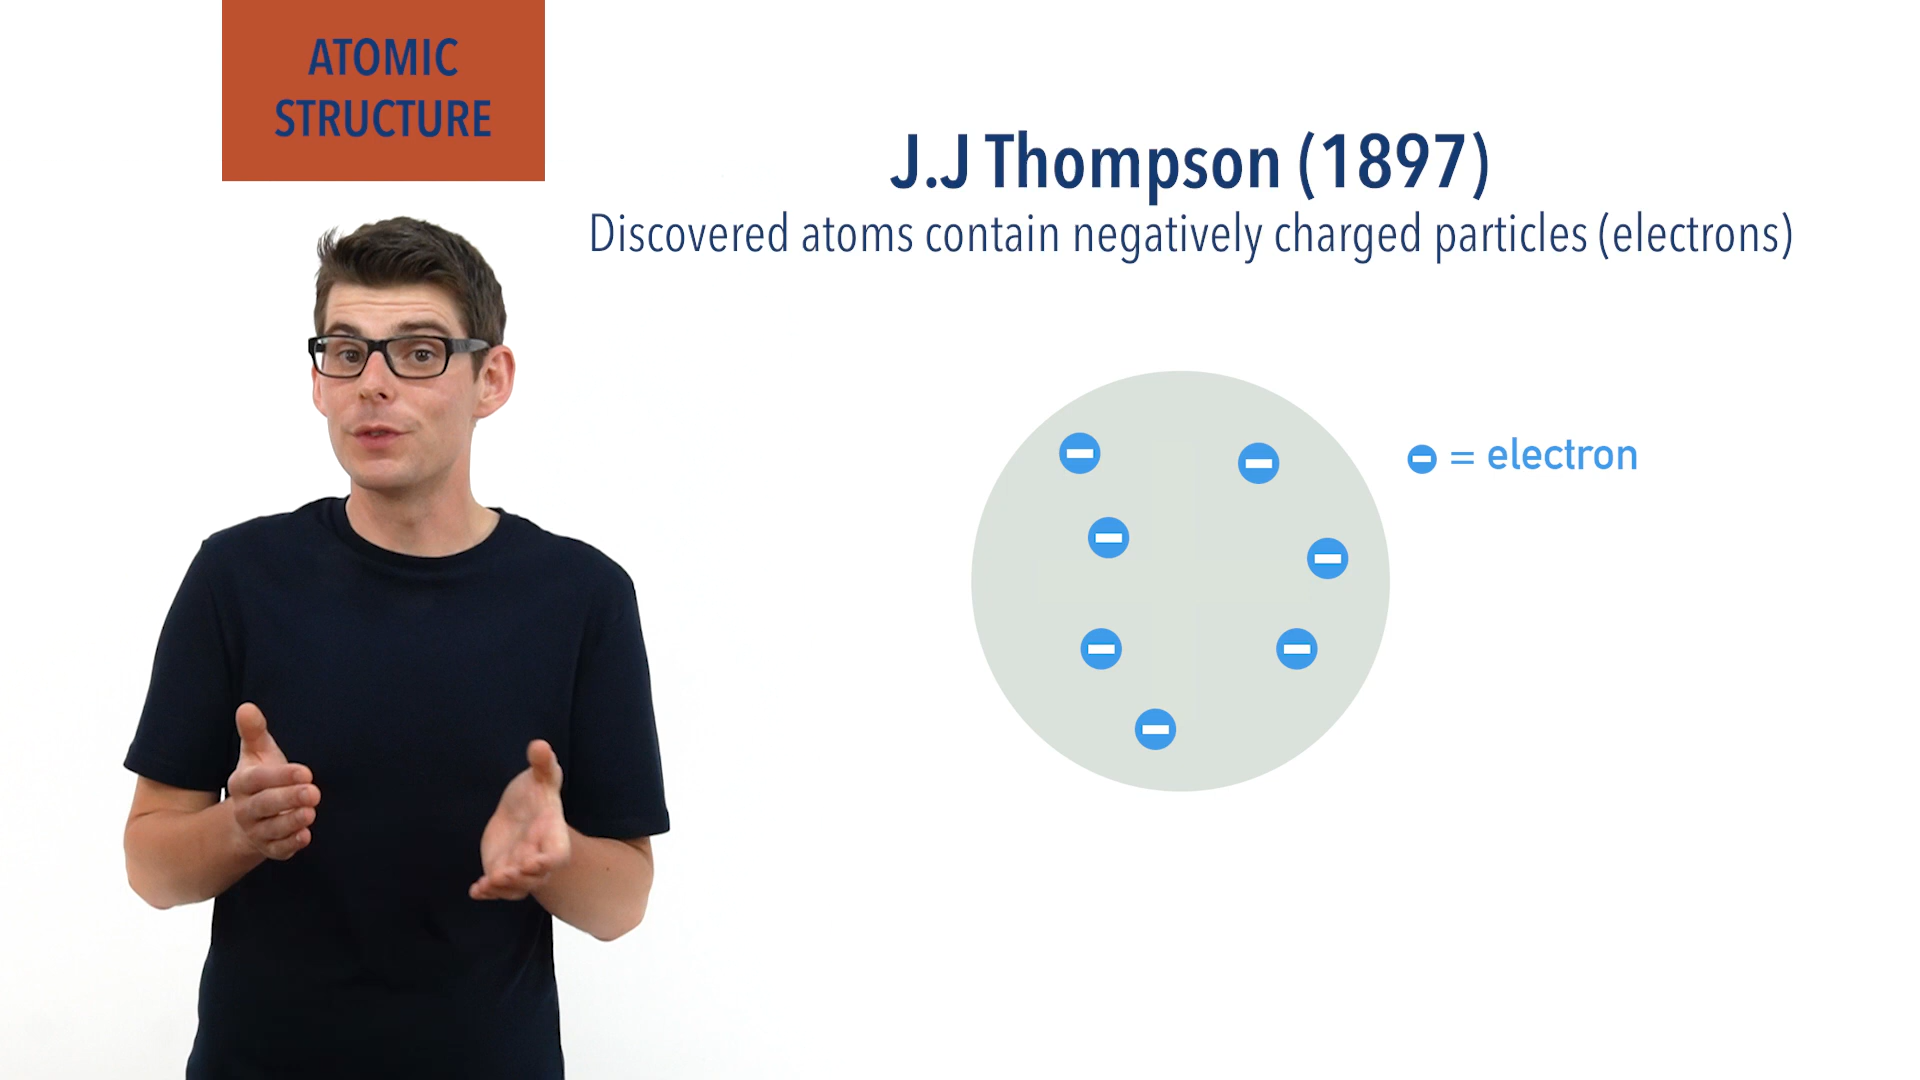 ATOMIC
STRUCTURE
J.J Thompson (1897)
Discovered atoms contain negatively charged particles (electrons)
= electron